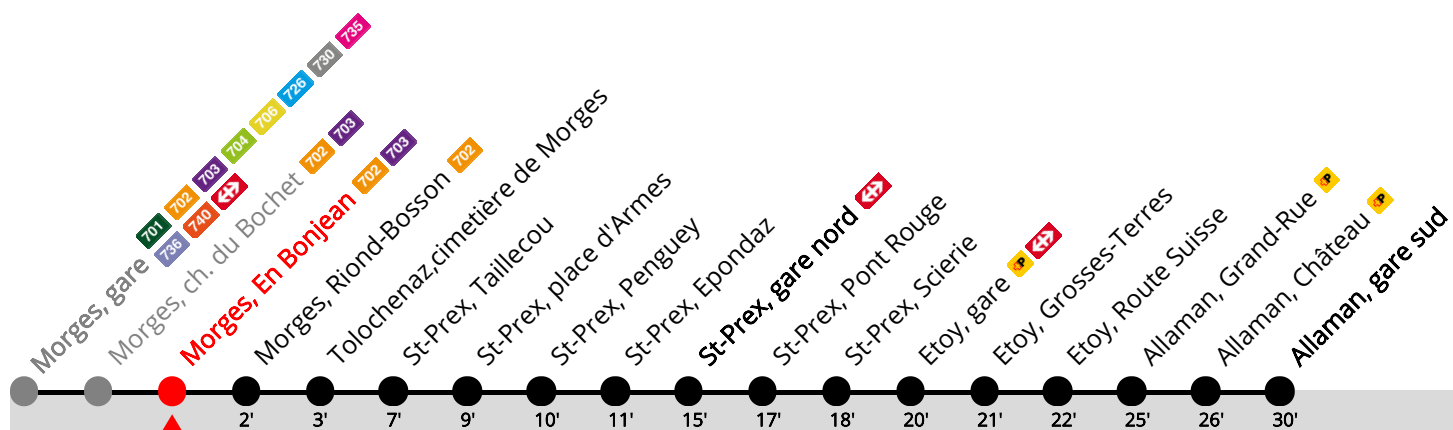 Morges, gare 701 702 703 704 706 726 730 735
736 740
Morges, ch. du Bochet 702 703
Morges, En Bonjean 702 703
Morges, Riond-Bosson 702
Tolochenaz,cimetière de Morges
St-Prex, Taillecou
St-Prex, place d'Armes
St-Prex, Penguey
St-Prex, Epondaz
St-Prex, gare nord
St-Prex, Pont Rouge
St-Prex, Scierie
Etoy, gare P
Etoy, Grosses-Terres
Etoy, Route Suisse
Allaman, Grand-Rue P
Allaman, Château P
Allaman, gare sud
2' 3' 7' 9' 10' 11' 15' 17' 18' 20' 21' 22' 25' 26' 30'